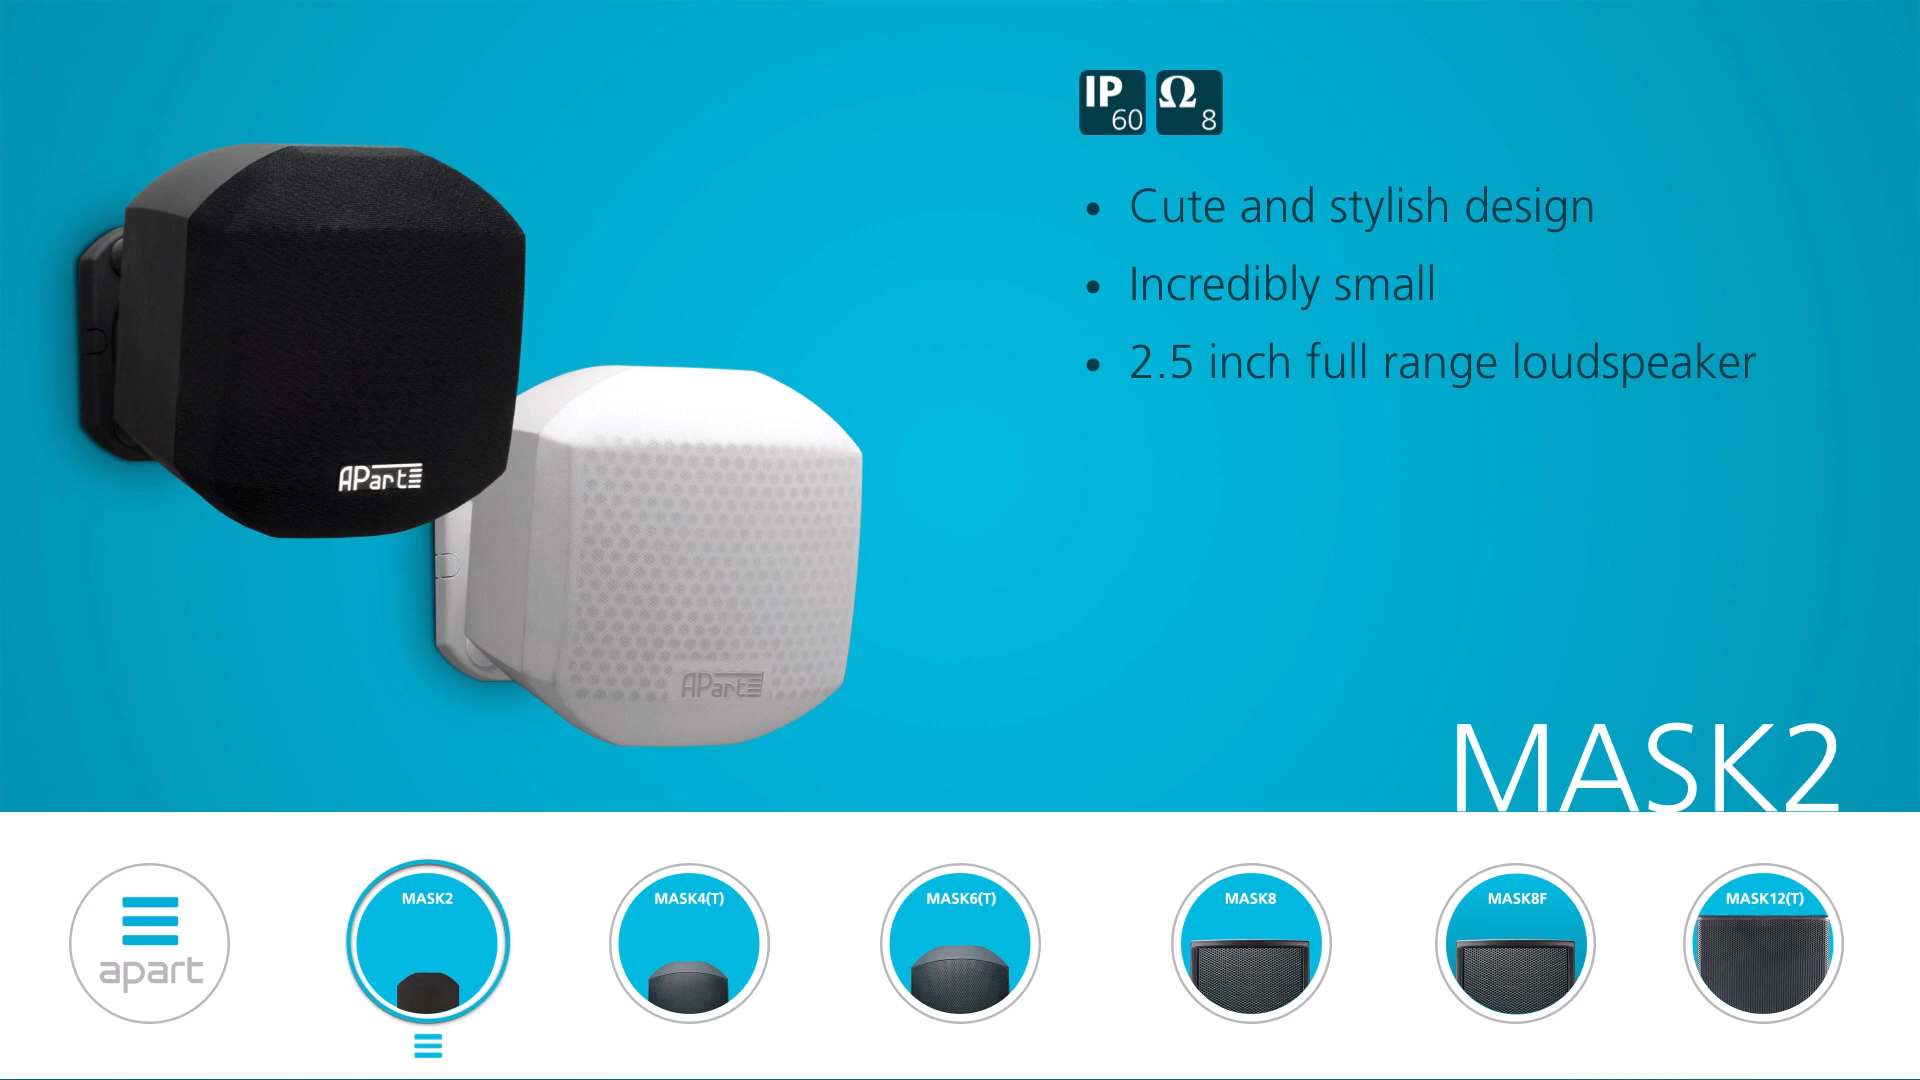 IP
60
Ω
8
• Cute and stylish design
• Incredibly small
• 2.5 inch full range loudspeaker
APart
APart
MASK2
apart
MASK2
MASK4(T)
MASK6(T)
MASK8
MASK8F
MASK12(T)